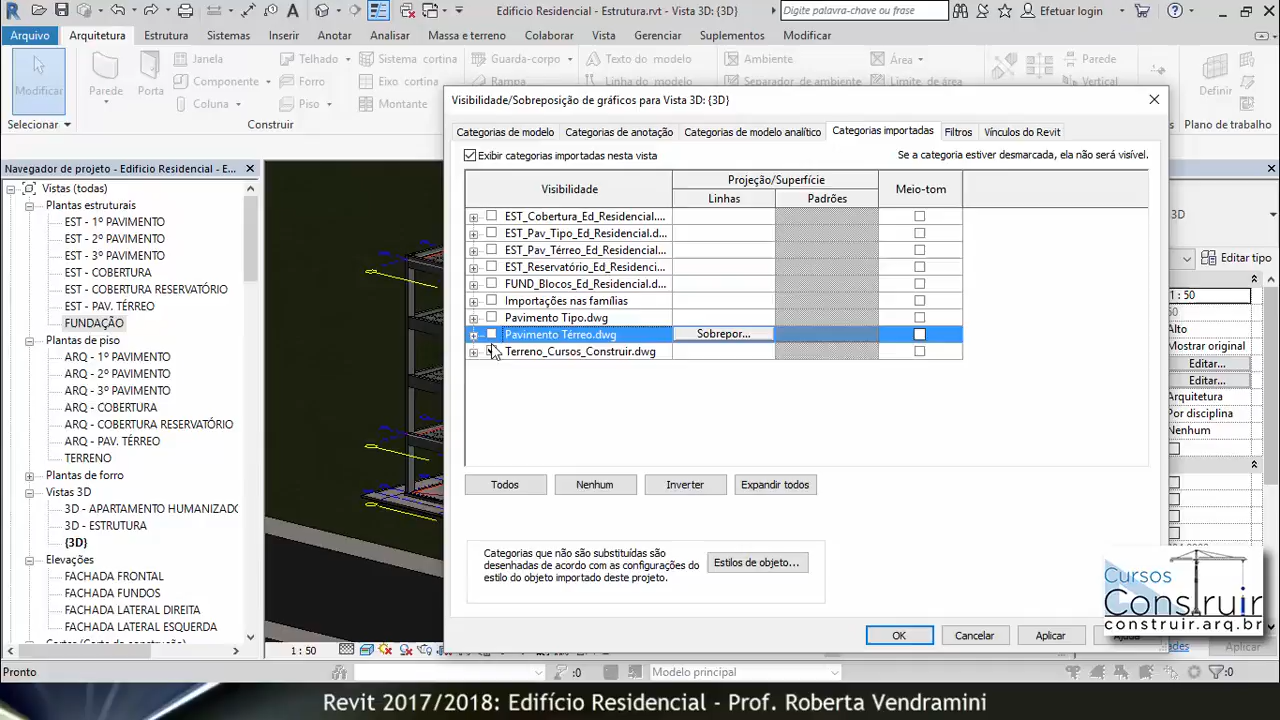 Edificio Residencial - Estrutura.rvt - Vista 3D: {3D}
Digite palavra-chave ou frase
Efetuar login
Arquivo Arquitetura Estrutura Sistemas Inserir Anotar Analisar Massa e terreno Colaborar Vista Gerenciar Suplementos Modificar
Modificar
Parede
Porta
Janela
Componente
Coluna
Telhado
Forro
Piso
Sistema cortina
Eixo cortina
Montante
Guarda-corpo
Rampa
Texto do modelo
Linha do modelo
Ambiente
Separador de ambiente
Área
Limite de área
Parede
Vertical
Definir
Selecionar
Construir
Plano de trabalho
Navegador de projeto - Edificio Residencial - E...
Vistas (todas)
Plantas estruturais
EST - 1º PAVIMENTO
EST - 2º PAVIMENTO
EST - 3º PAVIMENTO
EST - COBERTURA
EST - COBERTURA RESERVATÓRIO
EST - PAV. TÉRREO
FUNDAÇÃO
Plantas de piso
ARQ - 1º PAVIMENTO
ARQ - 2º PAVIMENTO
ARQ - 3º PAVIMENTO
ARQ - COBERTURA
ARQ - COBERTURA RESERVATÓRIO
ARQ - PAV. TÉRREO
TERRENO
Plantas de forro
Vistas 3D
3D - APARTAMENTO HUMANIZADO
3D - ESTRUTURA
{3D}
Elevações
FACHADA FRONTAL
FACHADA FUNDOS
FACHADA LATERAL DIREITA
FACHADA LATERAL ESQUERDA
Visibilidade/Sobreposição de gráficos para Vista 3D: {3D}
Categorias de modelo Categorias de anotação Categorias de modelo analítico Categorias importadas Filtros Vínculos do Revit
Exibir categorias importadas nesta vista
Se a categoria estiver desmarcada, ela não será visível.
Visibilidade
Projeção/Superfície
Linhas
Padrões
Meio-tom
EST_Cobertura_Ed_Residencial....
EST_Pav_Tipo_Ed_Residencial.d...
EST_Pav_Térreo_Ed_Residencial...
EST_Reservatório_Ed_Residenci...
FUND_Blocos_Ed_Residencial.d...
Importações nas famílias
Pavimento Tipo.dwg
Pavimento Térreo.dwg
Sobrepor...
Terreno_Cursos_Construir.dwg
Todos
Nenhum
Inverter
Expandir todos
Categorias que não são substituídas são
desenhadas de acordo com as configurações do
estilo do objeto importado deste projeto.
Estilos de objeto...
OK
Cancelar
Aplicar
Ajuda
3D
Editar tipo
1 : 50
50
Alto
Mostrar original
Editar...
Editar...
Arquitetura
Por disciplina
Nenhum
Aplicar
Cursos
Construir
construir.arq.br
1 : 50
Pronto
:0
Modelo principal
:0
Revit 2017/2018: Edifício Residencial - Prof. Roberta Vendramini